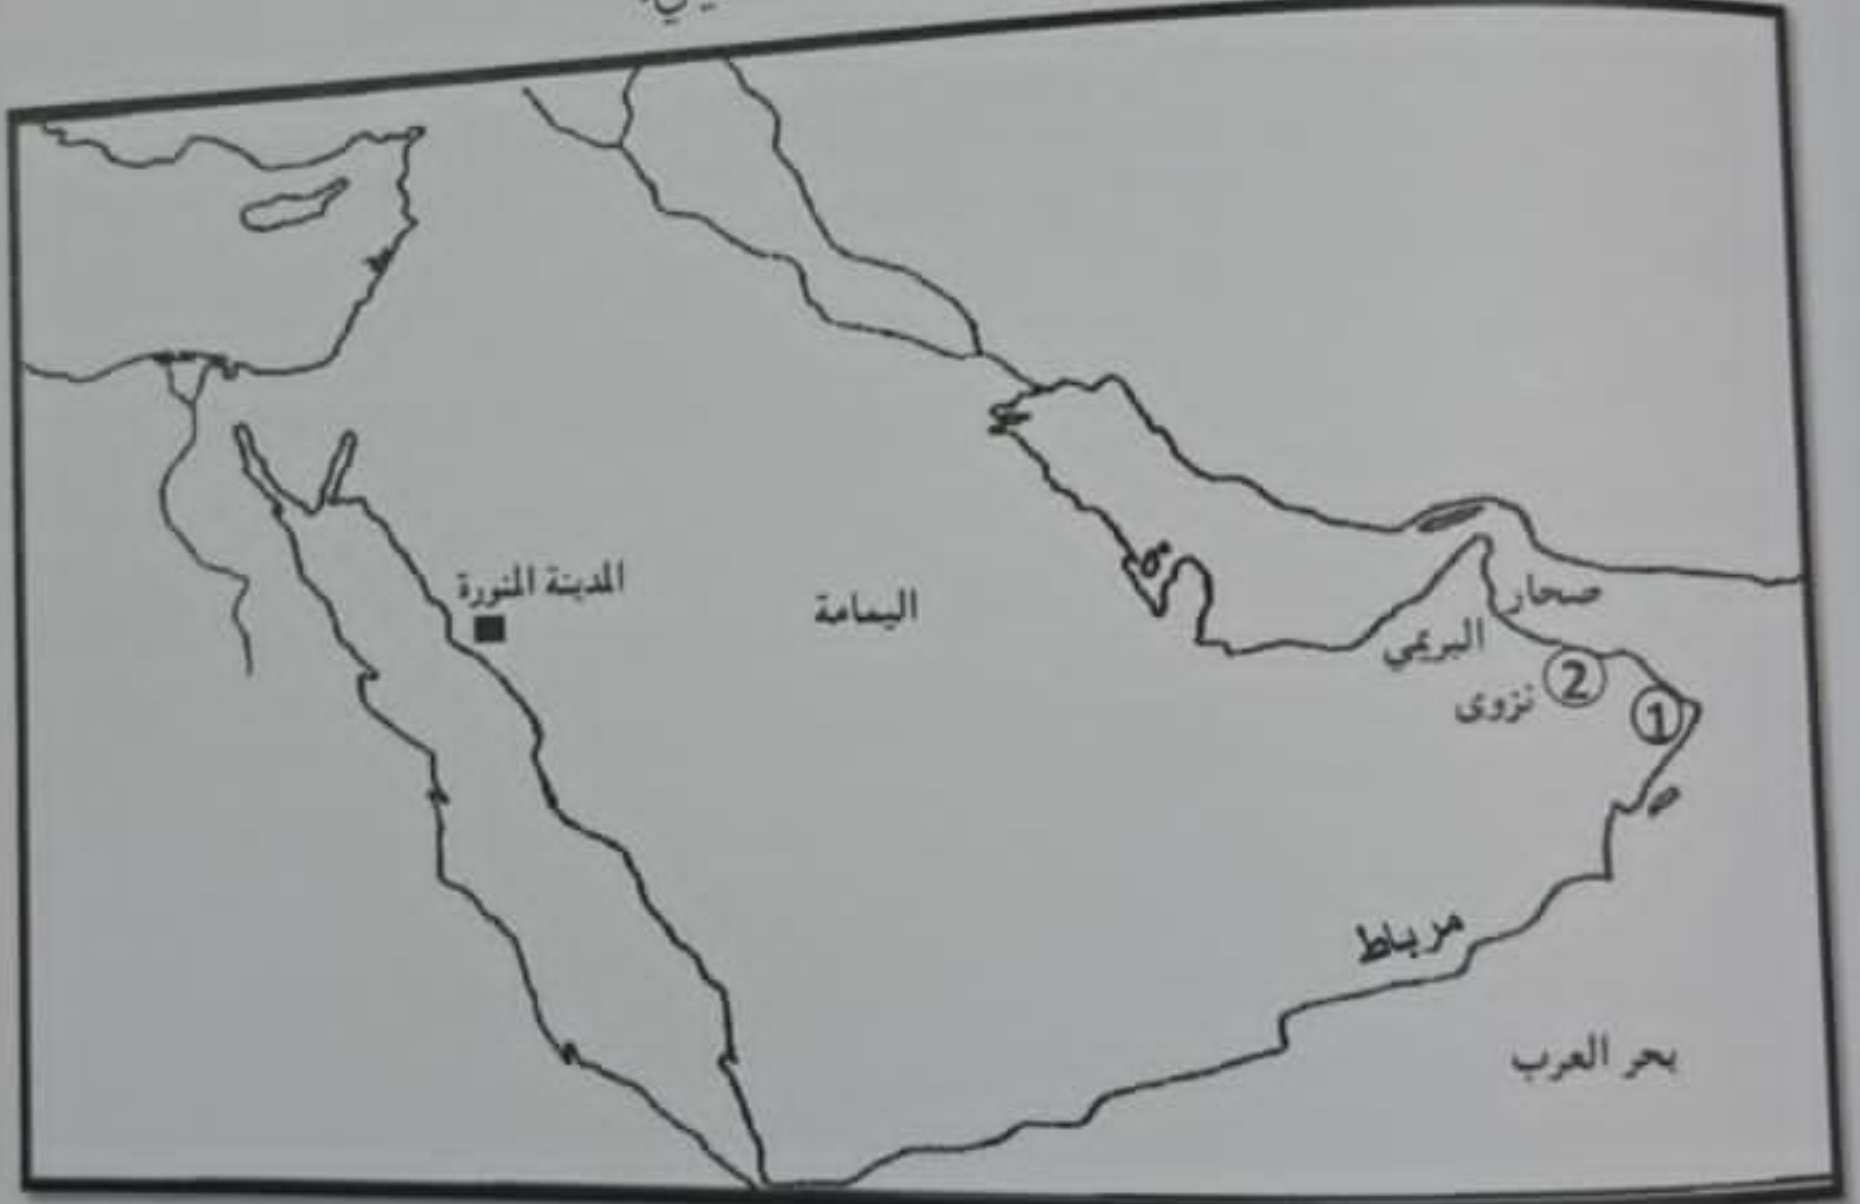 المدينة المنورة
اليمامة
صحار
البريمي
2
نزوى
1
مرباط
بحر العرب